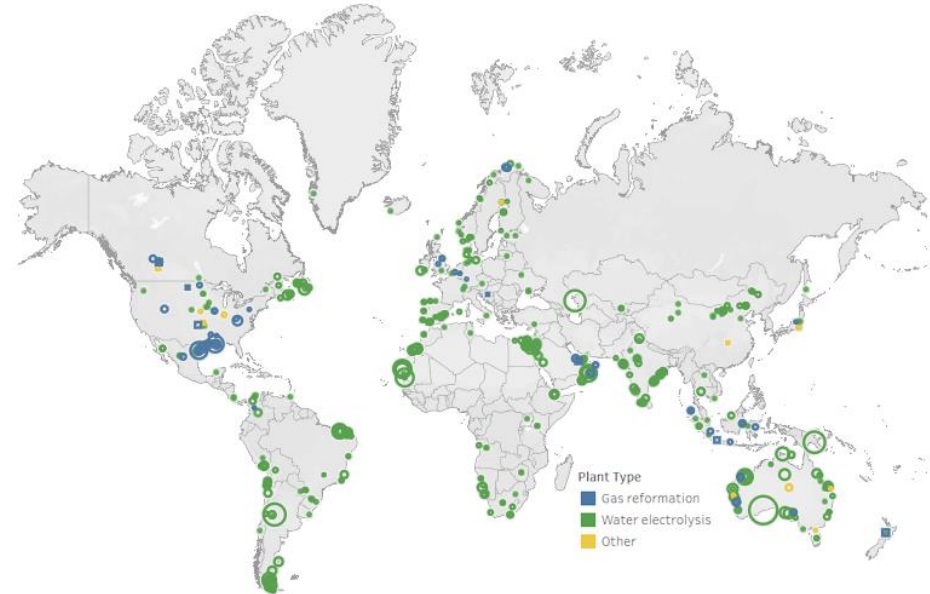 Plant Type
Gas reformation
Water electrolysis
Other